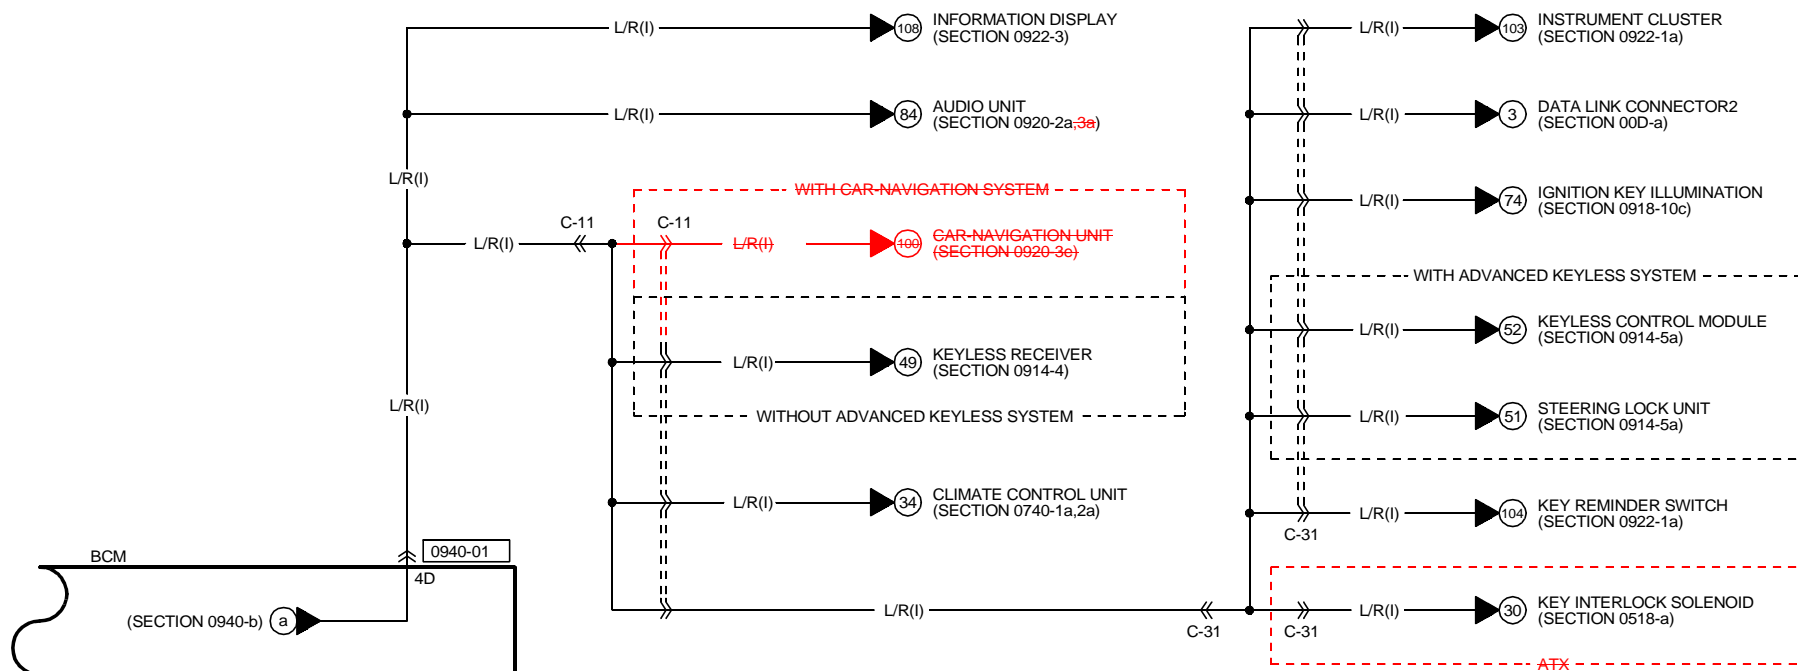 L/R(I)
108
INFORMATION DISPLAY
(SECTION 0922-3)
L/R(I)
103
INSTRUMENT CLUSTER
(SECTION 0922-1a)
L/R(I)
84
AUDIO UNIT
(SECTION 0920-2a,3a)
L/R(I)
3
DATA LINK CONNECTOR2
(SECTION 00D-a)
L/R(I)
WITH CAR-NAVIGATION SYSTEM
L/R(I)
74
IGNITION KEY ILLUMINATION
(SECTION 0918-10c)
L/R(I)
C-11
C-11
L/R(I)
100
CAR-NAVIGATION UNIT
(SECTION 0920-3e)
WITH ADVANCED KEYLESS SYSTEM
L/R(I)
52
KEYLESS CONTROL MODULE
(SECTION 0914-5a)
L/R(I)
49
KEYLESS RECEIVER
(SECTION 0914-4)
L/R(I)
WITHOUT ADVANCED KEYLESS SYSTEM
L/R(I)
51
STEERING LOCK UNIT
(SECTION 0914-5a)
L/R(I)
34
CLIMATE CONTROL UNIT
(SECTION 0740-1a,2a)
L/R(I)
104
KEY REMINDER SWITCH
(SECTION 0922-1a)
C-31
BCM
0940-01
4D
(SECTION 0940-b)
a
L/R(I)
C-31
C-31
L/R(I)
30
KEY INTERLOCK SOLENOID
(SECTION 0518-a)
ATX